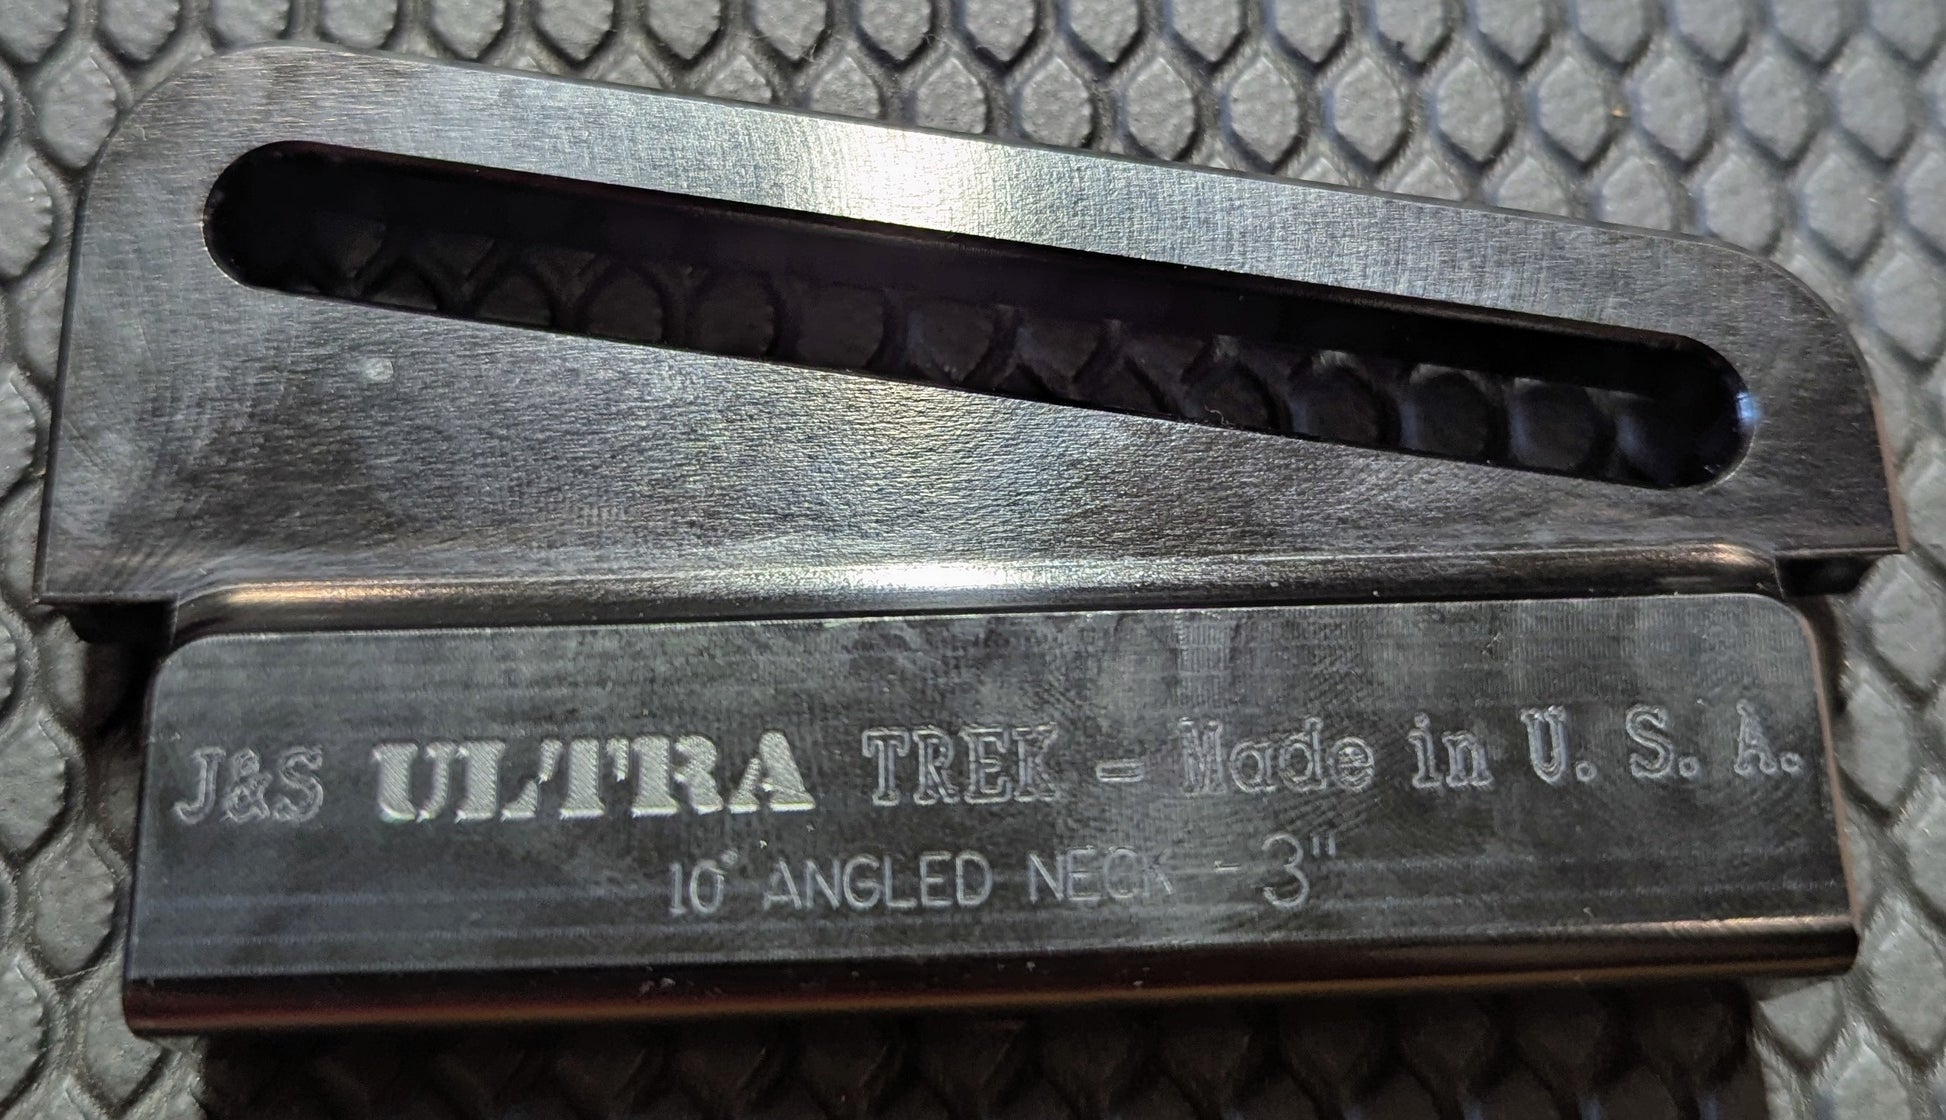 J&S ULTRA TREK - Made in U. S. A.
10° ANGLED NECK - 3"